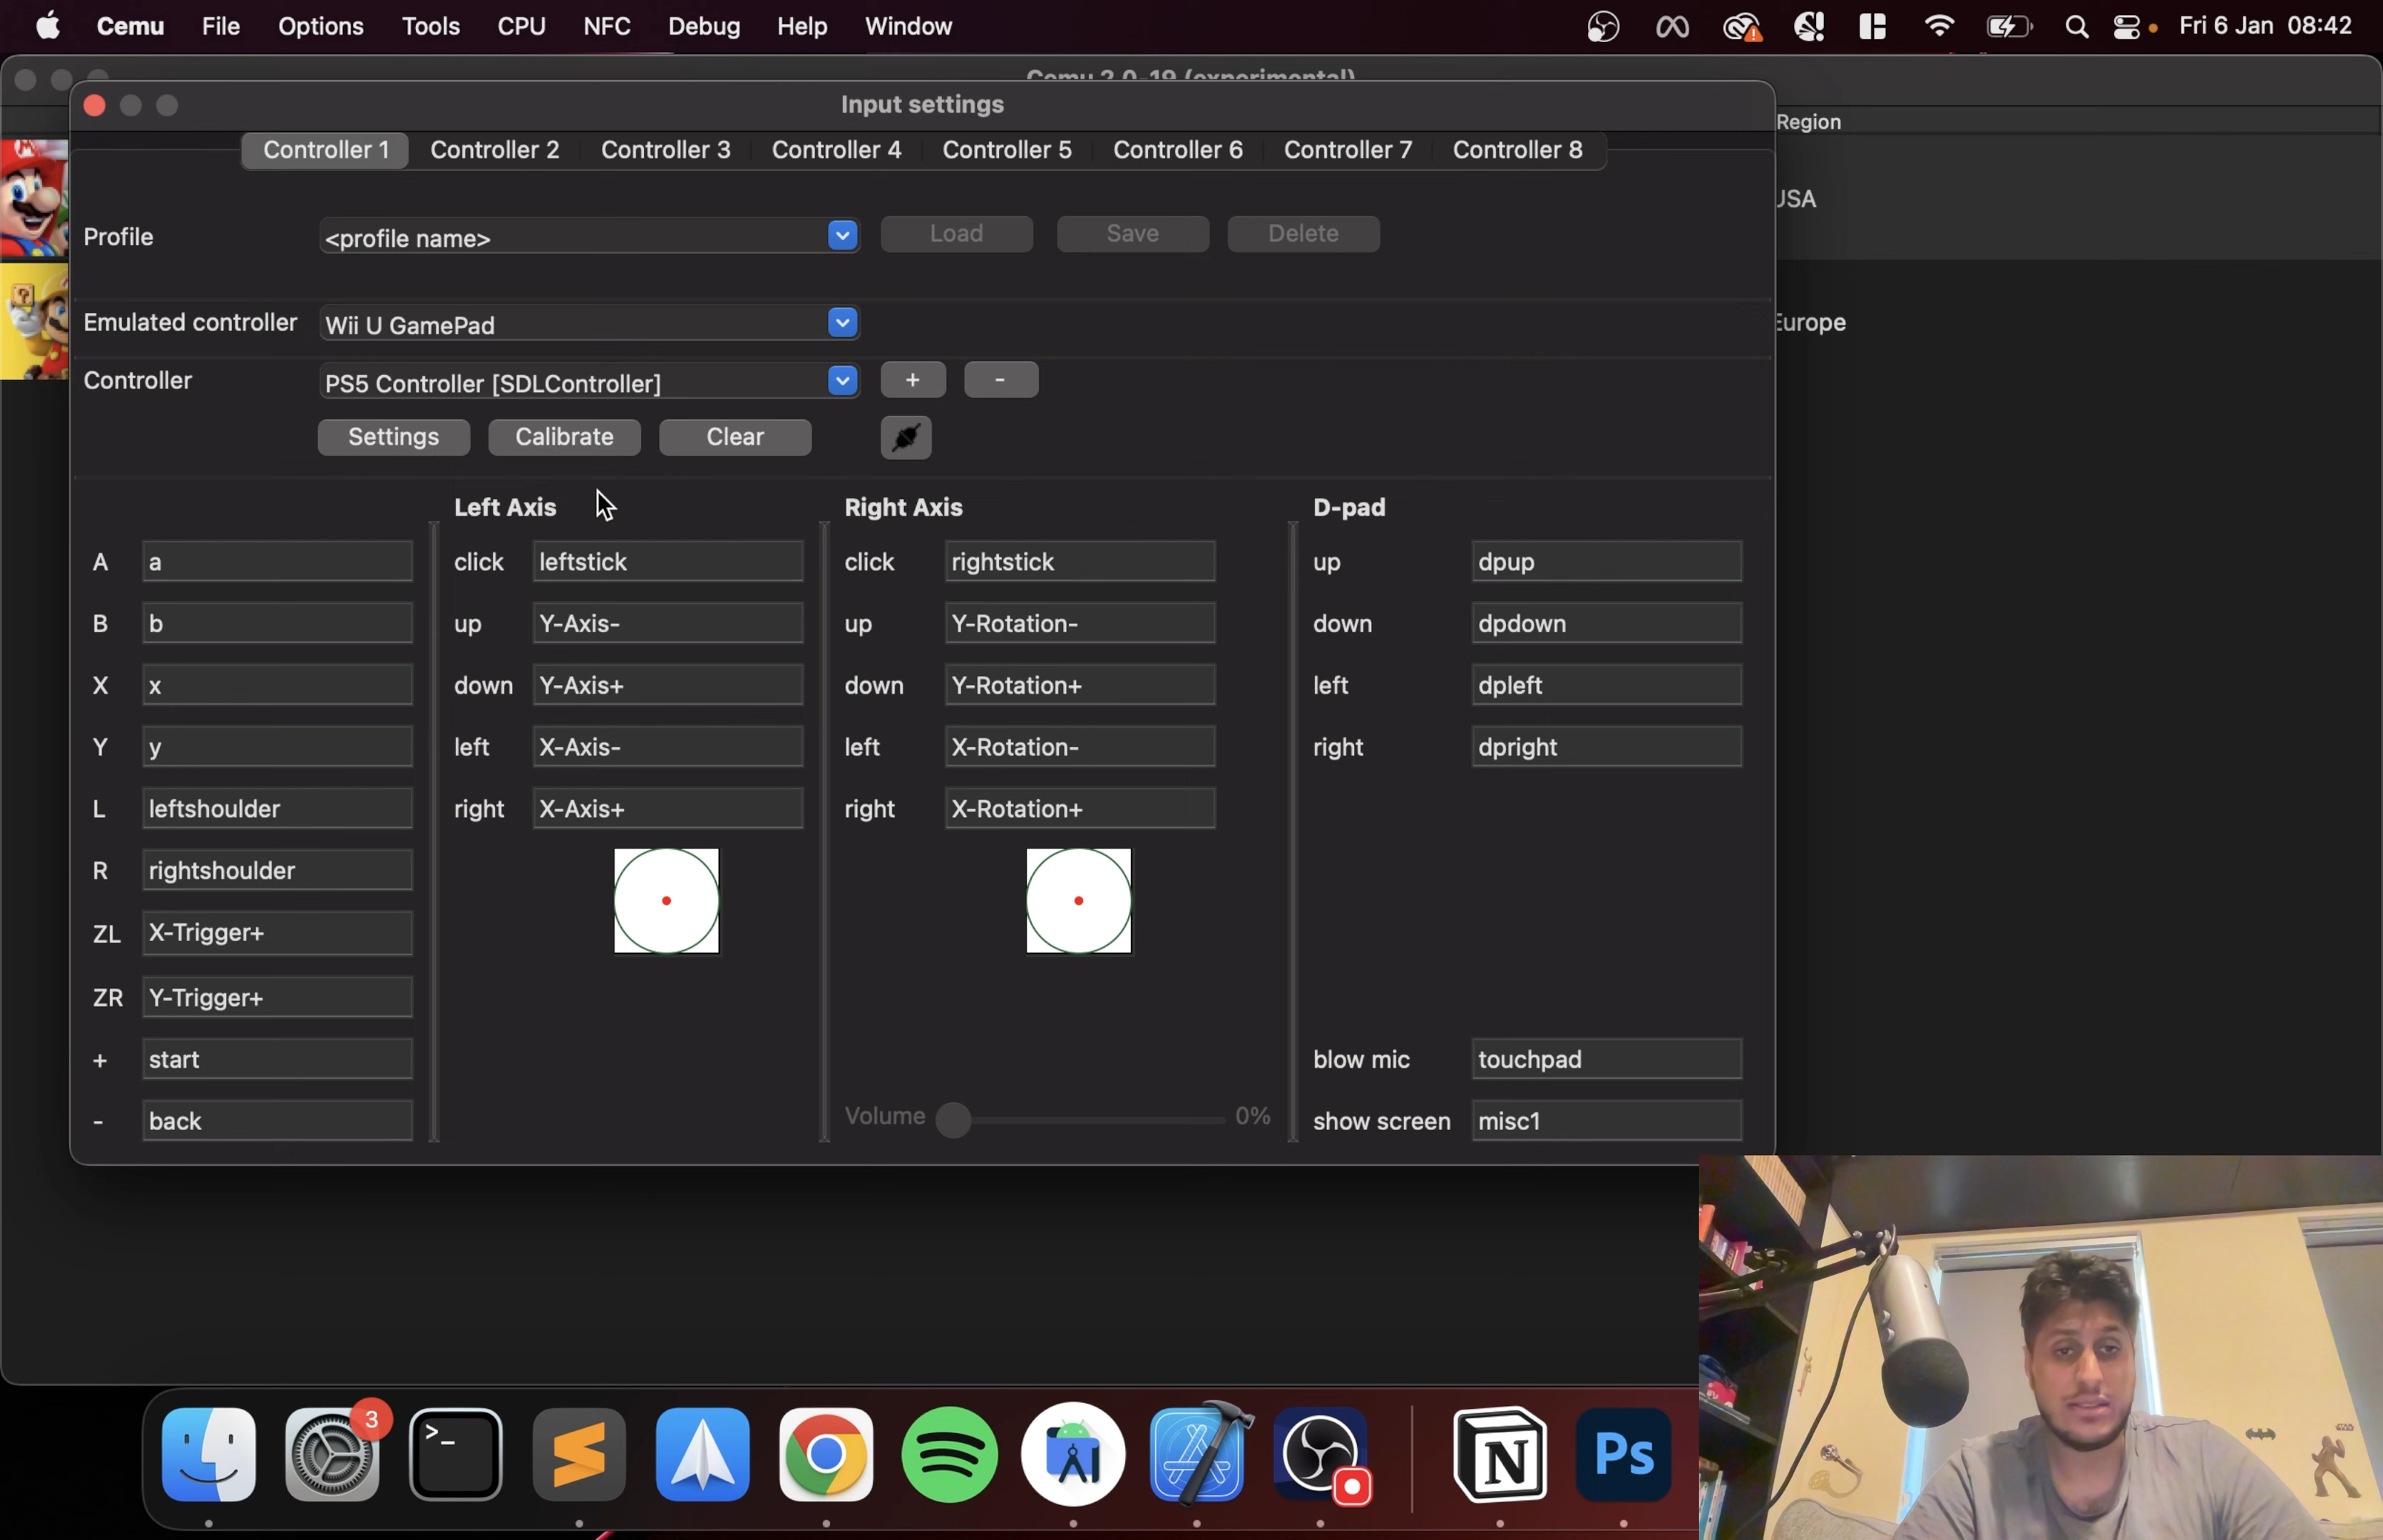 Cemu File Options Tools CPU NFC Debug Help Window Fri 6 Jan 08:42
Cemu 2.0-19 (experimental)
Input settings
Region
Controller 1 Controller 2 Controller 3 Controller 4 Controller 5 Controller 6 Controller 7 Controller 8
USA
Profile <profile name> Load Save Delete
Emulated controller Wii U GamePad
Europe
Controller PS5 Controller [SDLController] + -
Settings Calibrate Clear
Left Axis Right Axis D-pad
A a click leftstick click rightstick up dpup
B b up Y-Axis- up Y-Rotation- down dpdown
X x down Y-Axis+ down Y-Rotation+ left dpleft
Y y left X-Axis- left X-Rotation- right dpright
L leftshoulder right X-Axis+ right X-Rotation+
R rightshoulder
ZL X-Trigger+
ZR Y-Trigger+
+ start blow mic touchpad
- back Volume 0% show screen misc1
3
>_
N
Ps